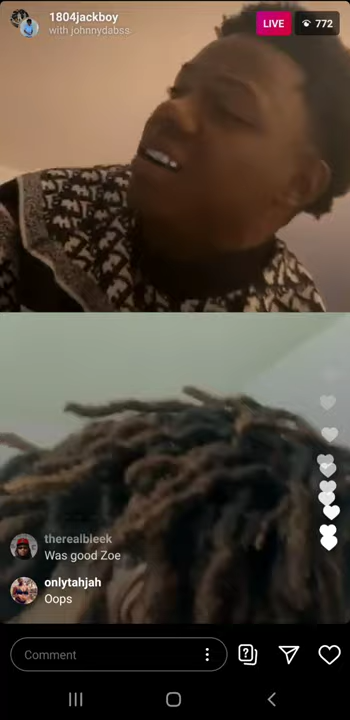 1804jackboy
with johnnydabss
LIVE
772
therealbleek
Was good Zoe
onlytahjah
Oops
Comment